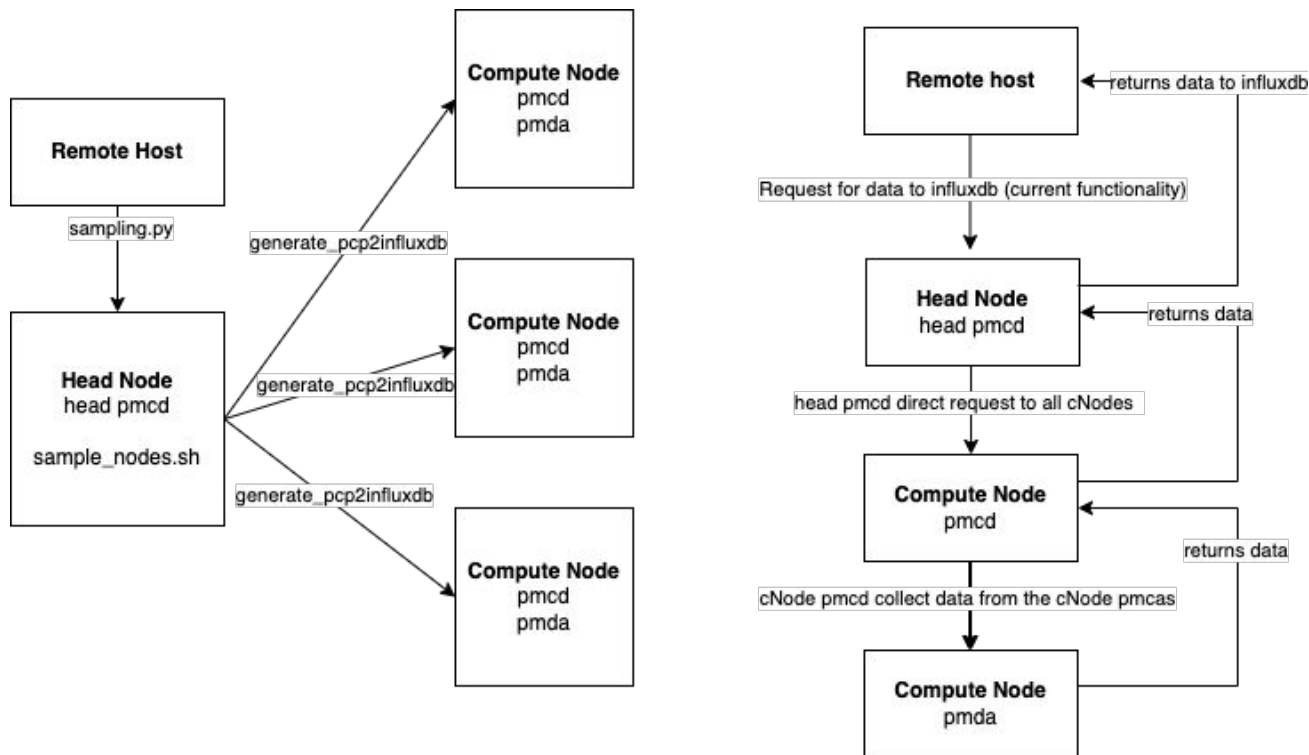 Remote Host
sampling.py
Head Node
head pmcd
sample_nodes.sh
generate_pcp2influxdb
generate_pcp2influxdb
generate_pcp2influxdb
Compute Node
pmcd
pmda
Compute Node
pmcd
pmda
Compute Node
pmcd
pmda
Remote host
returns data to influxdb
Request for data to influxdb (current functionality)
Head Node
head pmcd
returns data
head pmcd direct request to all cNodes
Compute Node
pmcd
returns data
cNode pmcd collect data from the cNode pmcas
Compute Node
pmda